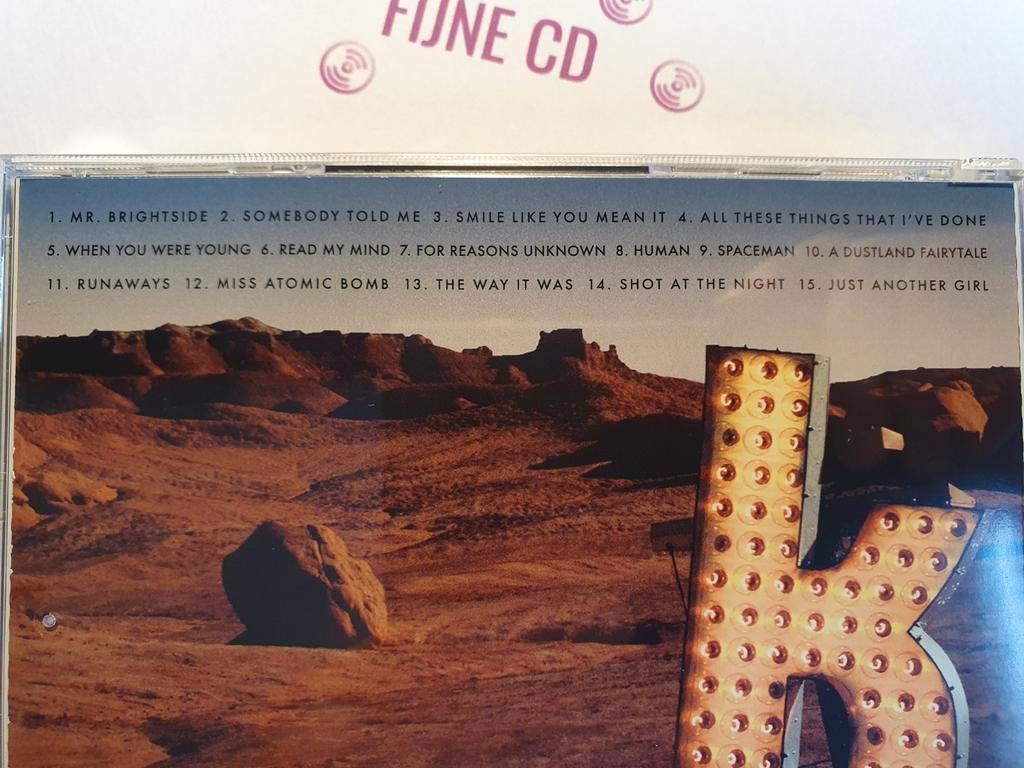 FIJNE CD
1. MR. BRIGHTSIDE 2. SOMEBODY TOLD ME 3. SMILE LIKE YOU MEAN IT 4. ALL THESE THINGS THAT I'VE DONE
5. WHEN YOU WERE YOUNG 6. READ MY MIND 7. FOR REASONS UNKNOWN 8. HUMAN 9. SPACEMAN 10. A DUSTLAND FAIRYTALE
11. RUNAWAYS 12. MISS ATOMIC BOMB 13. THE WAY IT WAS 14. SHOT AT THE NIGHT 15. JUST ANOTHER GIRL
k